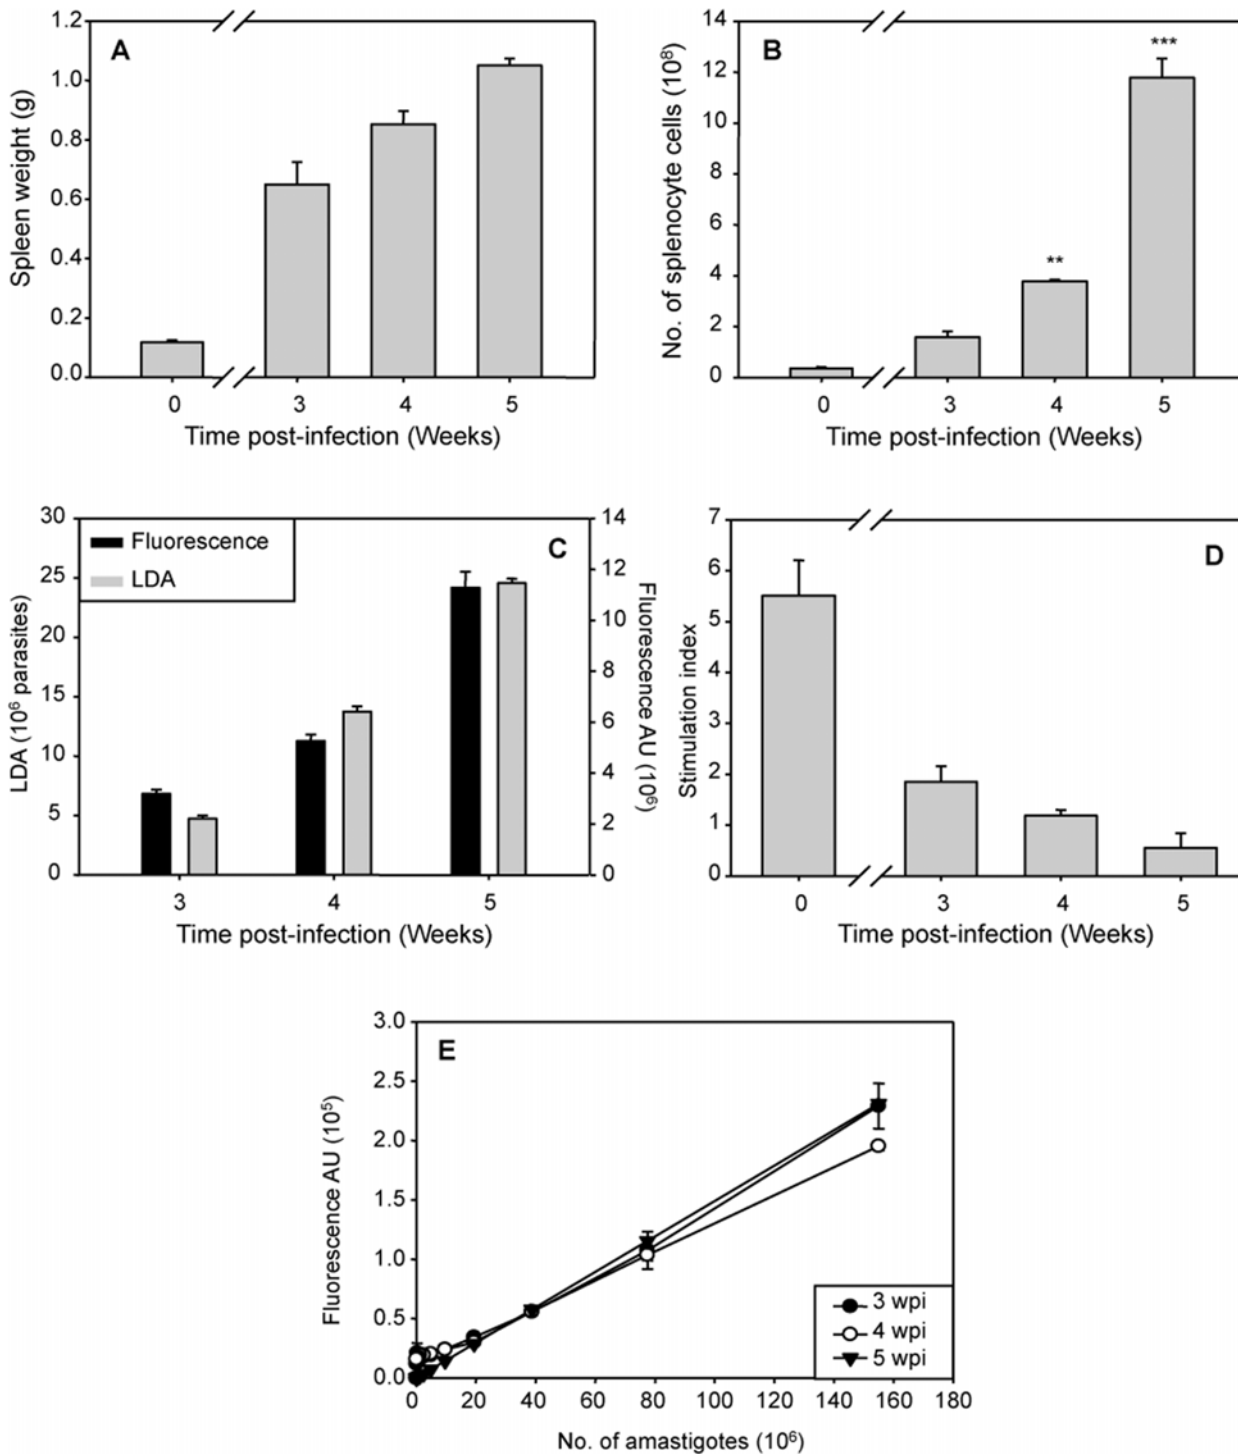 A
Spleen weight (g)
1.2
1.0
0.8
0.6
0.4
0.2
0.0
0 3 4 5
Time post-infection (Weeks)
B
No. of splenocyte cells (10⁸)
14
12
10
8
6
4
2
0
**
***
0 3 4 5
Time post-infection (Weeks)
C
Fluorescence
LDA
LDA (10⁶ parasites)
30
25
20
15
10
5
0
Fluorescence AU (10⁶)
14
12
10
8
6
4
2
0
3 4 5
Time post-infection (Weeks)
D
Stimulation index
7
6
5
4
3
2
1
0
0 3 4 5
Time post-infection (Weeks)
E
Fluorescence AU (10⁵)
3.0
2.5
2.0
1.5
1.0
0.5
0.0
3 wpi
4 wpi
5 wpi
0 20 40 60 80 100 120 140 160 180
No. of amastigotes (10⁶)